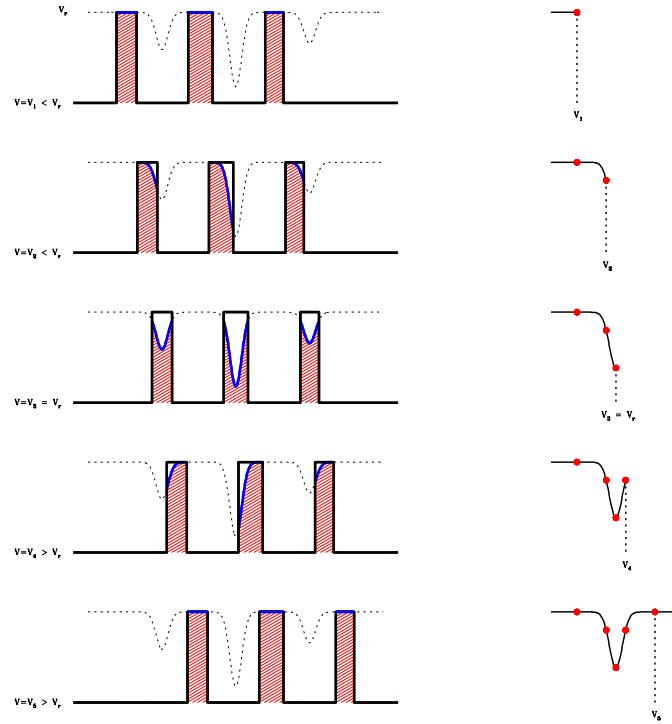 V_r
V=V_1 < V_r
V_1
V=V_2 < V_r
V_2
V=V_3 = V_r
V_3 = V_r
V=V_4 > V_r
V_4
V=V_5 > V_r
V_5